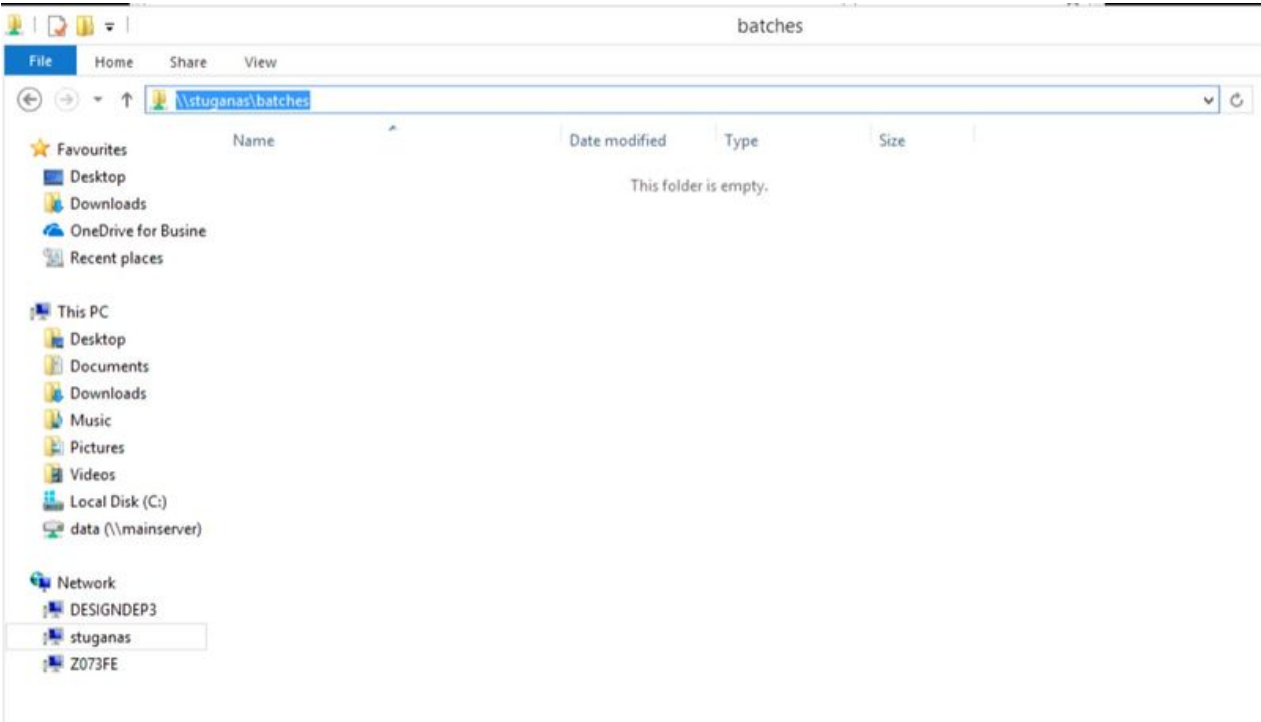 batches
File Home Share View
\\stuganas\batches
Name Date modified Type Size
This folder is empty.
Favourites
Desktop
Downloads
OneDrive for Busine
Recent places
This PC
Desktop
Documents
Downloads
Music
Pictures
Videos
Local Disk (C:)
data (\\mainserver)
Network
DESIGNDEP3
stuganas
Z073FE